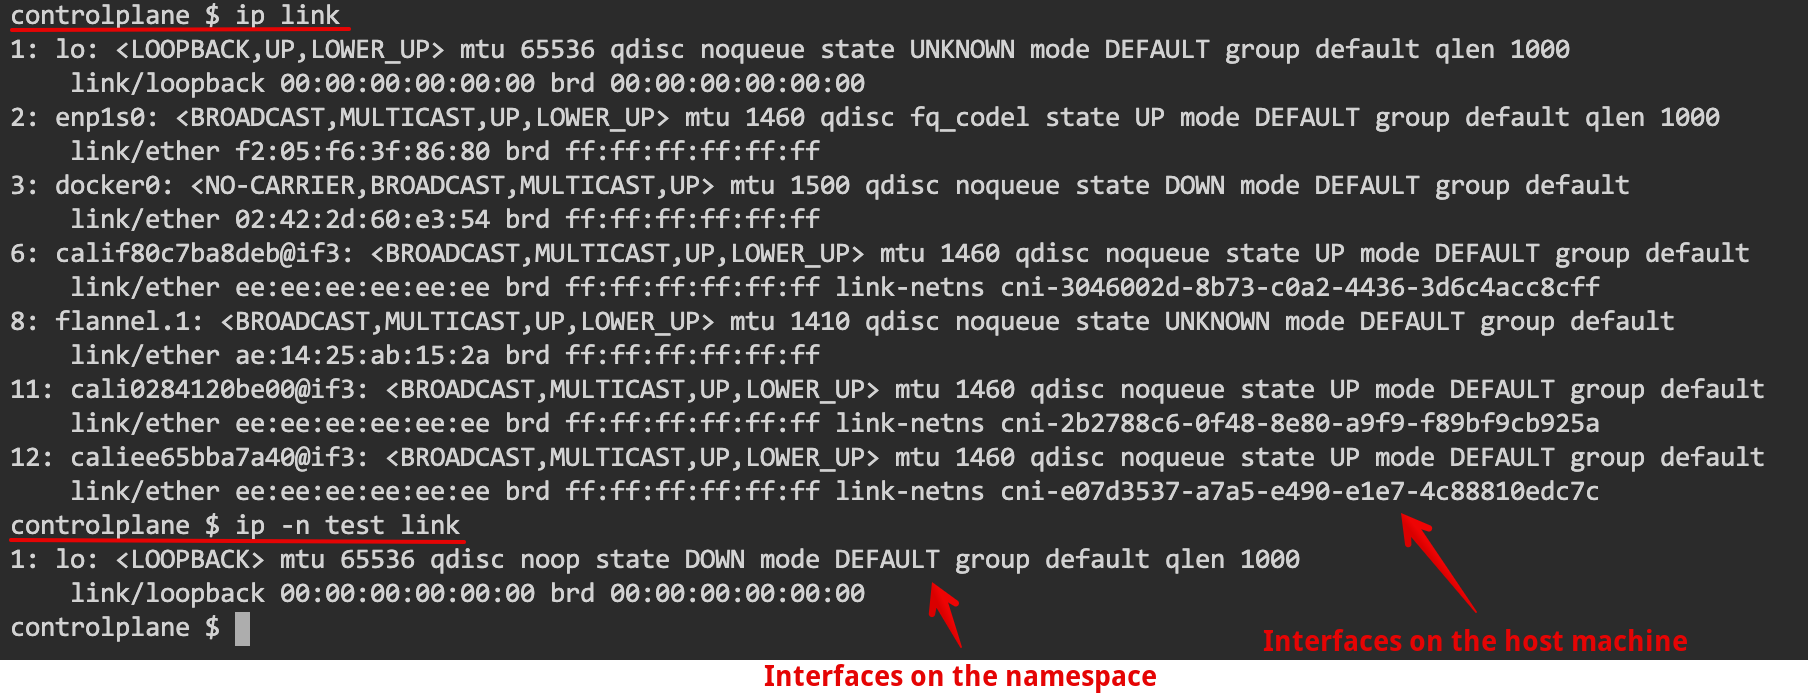 controlplane $ ip link
1: lo: <LOOPBACK,UP,LOWER_UP> mtu 65536 qdisc noqueue state UNKNOWN mode DEFAULT group default qlen 1000
    link/loopback 00:00:00:00:00:00 brd 00:00:00:00:00:00
2: enp1s0: <BROADCAST,MULTICAST,UP,LOWER_UP> mtu 1460 qdisc fq_codel state UP mode DEFAULT group default qlen 1000
    link/ether f2:05:f6:3f:86:80 brd ff:ff:ff:ff:ff:ff
3: docker0: <NO-CARRIER,BROADCAST,MULTICAST,UP> mtu 1500 qdisc noqueue state DOWN mode DEFAULT group default
    link/ether 02:42:2d:60:e3:54 brd ff:ff:ff:ff:ff:ff
6: calif80c7ba8deb@if3: <BROADCAST,MULTICAST,UP,LOWER_UP> mtu 1460 qdisc noqueue state UP mode DEFAULT group default
    link/ether ee:ee:ee:ee:ee:ee brd ff:ff:ff:ff:ff:ff link-netns cni-3046002d-8b73-c0a2-4436-3d6c4acc8cff
8: flannel.1: <BROADCAST,MULTICAST,UP,LOWER_UP> mtu 1410 qdisc noqueue state UNKNOWN mode DEFAULT group default
    link/ether ae:14:25:ab:15:2a brd ff:ff:ff:ff:ff:ff
11: cali0284120be00@if3: <BROADCAST,MULTICAST,UP,LOWER_UP> mtu 1460 qdisc noqueue state UP mode DEFAULT group default
    link/ether ee:ee:ee:ee:ee:ee brd ff:ff:ff:ff:ff:ff link-netns cni-2b2788c6-0f48-8e80-a9f9-f89bf9cb925a
12: caliee65bba7a40@if3: <BROADCAST,MULTICAST,UP,LOWER_UP> mtu 1460 qdisc noqueue state UP mode DEFAULT group default
    link/ether ee:ee:ee:ee:ee:ee brd ff:ff:ff:ff:ff:ff link-netns cni-e07d3537-a7a5-e490-e1e7-4c88810edc7c
controlplane $ ip -n test link
1: lo: <LOOPBACK> mtu 65536 qdisc noop state DOWN mode DEFAULT group default qlen 1000
    link/loopback 00:00:00:00:00:00 brd 00:00:00:00:00:00
controlplane $
Interfaces on the host machine
Interfaces on the namespace